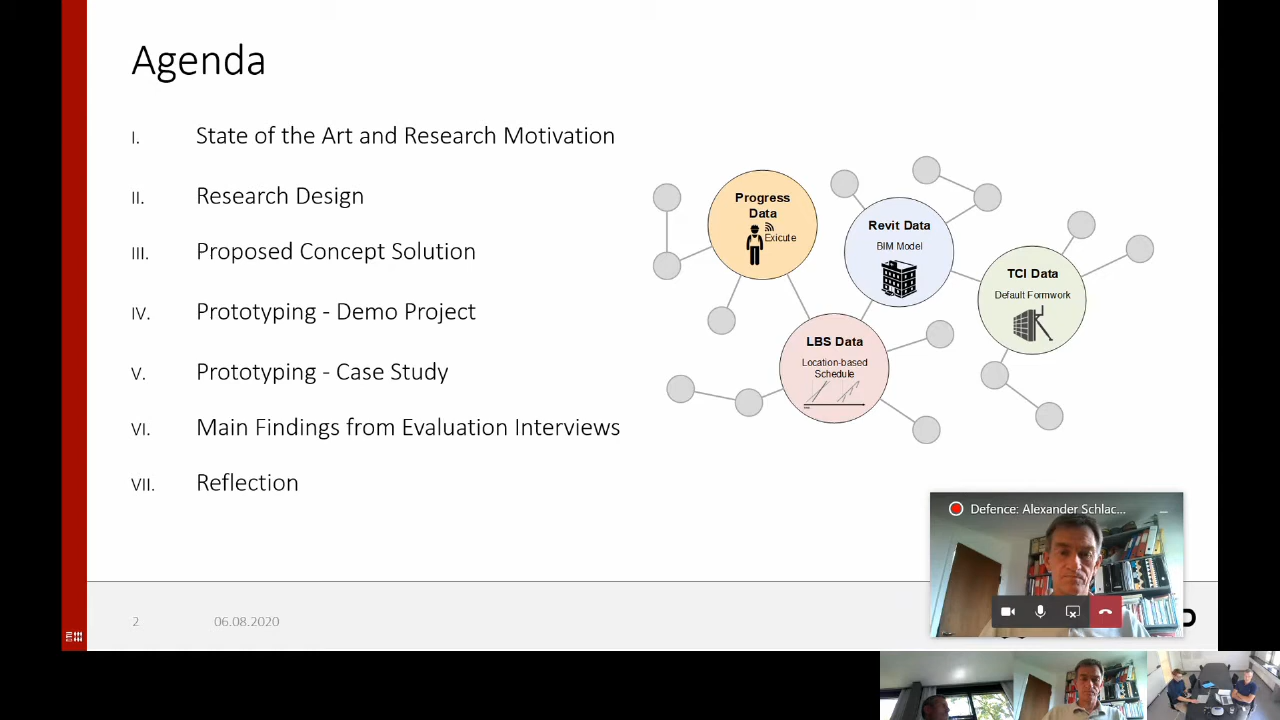 Agenda
I. State of the Art and Research Motivation
II. Research Design
III. Proposed Concept Solution
IV. Prototyping - Demo Project
V. Prototyping - Case Study
VI. Main Findings from Evaluation Interviews
VII. Reflection
Progress
Data
Exicute
Revit Data
BIM Model
TCI Data
Default Formwork
LBS Data
Location-based
Schedule
Defence: Alexander Schlac...
2 06.08.2020